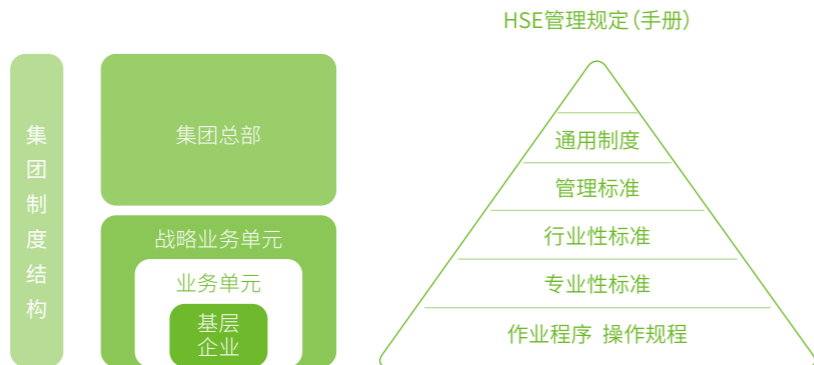 HSE管理规定(手册)
集团制度结构
集团总部
战略业务单元
业务单元
基层
企业
通用制度
管理标准
行业性标准
专业性标准
作业程序 操作规程